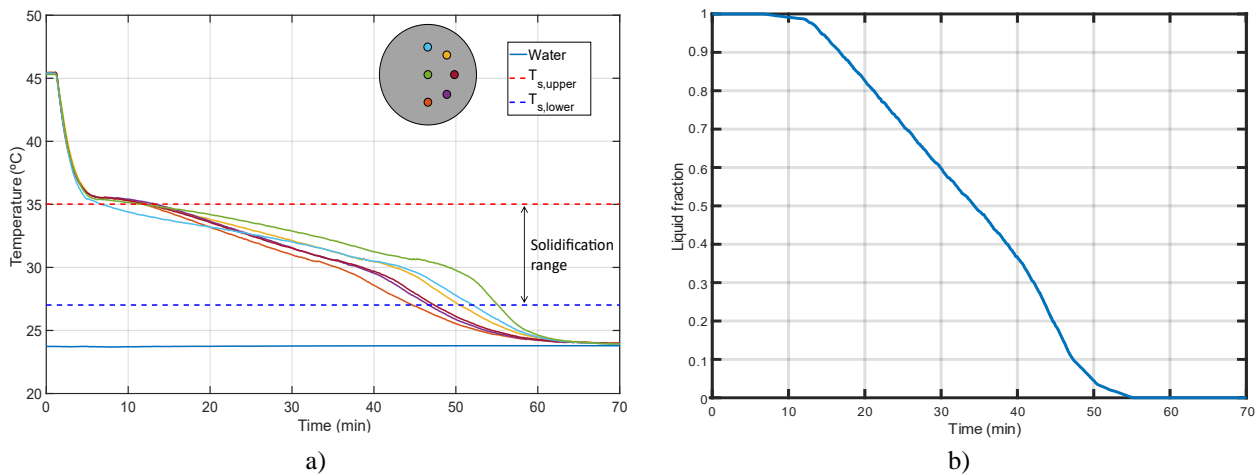 50
45
40
35
30
25
20
Temperature (ºC)
0 10 20 30 40 50 60 70
Time (min)
Water
T_s,upper
T_s,lower
Solidification
range
a)
1
0.9
0.8
0.7
0.6
0.5
0.4
0.3
0.2
0.1
0
Liquid fraction
0 10 20 30 40 50 60 70
Time (min)
b)